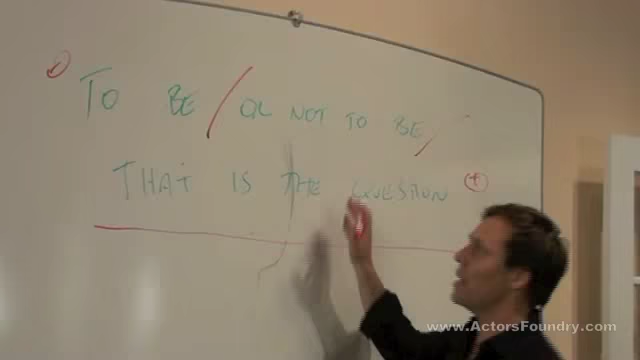 TO BE / OR NOT TO BE /
THAT IS THE QUESTION +
www.ActorsFoundry.com